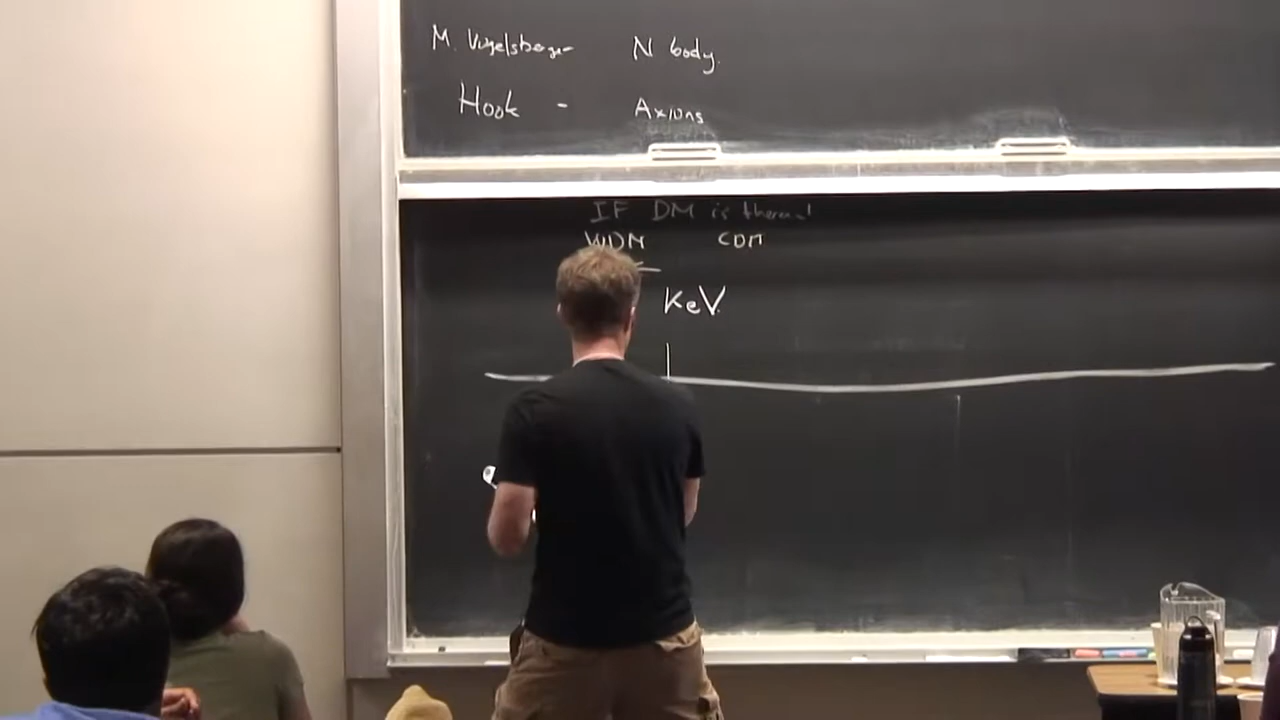 M. Vogelsberger N body.
Hook - Axions
IF DM is thermal
WDM CDM
KeV